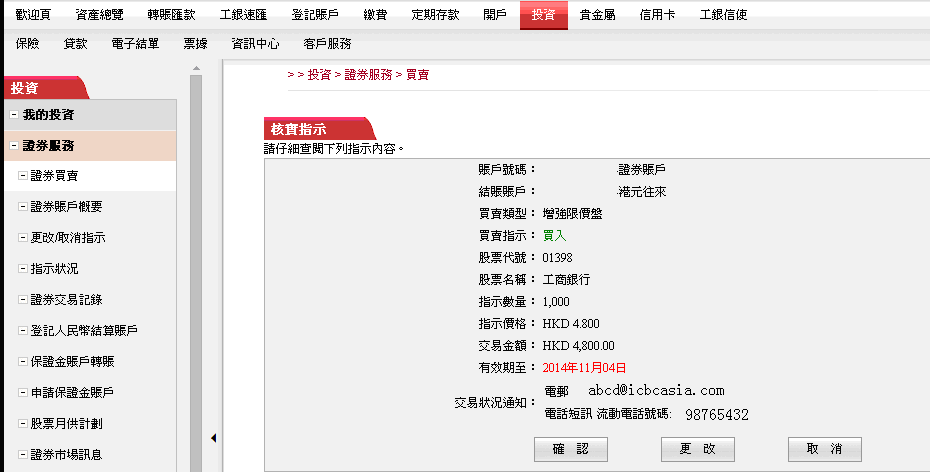 歡迎頁 資產總覽 轉賬匯款 工銀速匯 登記賬戶 繳費 定期存款 開戶 投資 貴金屬 信用卡 工銀信使
保險 貸款 電子結單 票據 資訊中心 客戶服務
投資
我的投資
證券服務
證券買賣
證券賬戶概要
更改/取消指示
指示狀況
證券交易記錄
登記人民幣結算賬戶
保證金賬戶轉賬
申請保證金賬戶
股票月供計劃
證券市場訊息
> > 投資 > 證券服務 > 買賣
核實指示
請仔細查閱下列指示內容。
賬戶號碼： 證券賬戶
結賬賬戶： 港元往來
買賣類型： 增強限價盤
買賣指示： 買入
股票代號： 01398
股票名稱： 工商銀行
指示數量： 1,000
指示價格： HKD 4.800
交易金額： HKD 4,800.00
有效期至： 2014年11月04日
交易狀況通知： 電郵 abcd@icbcasia.com
電話短訊 流動電話號碼: 98765432
確 認 更 改 取 消